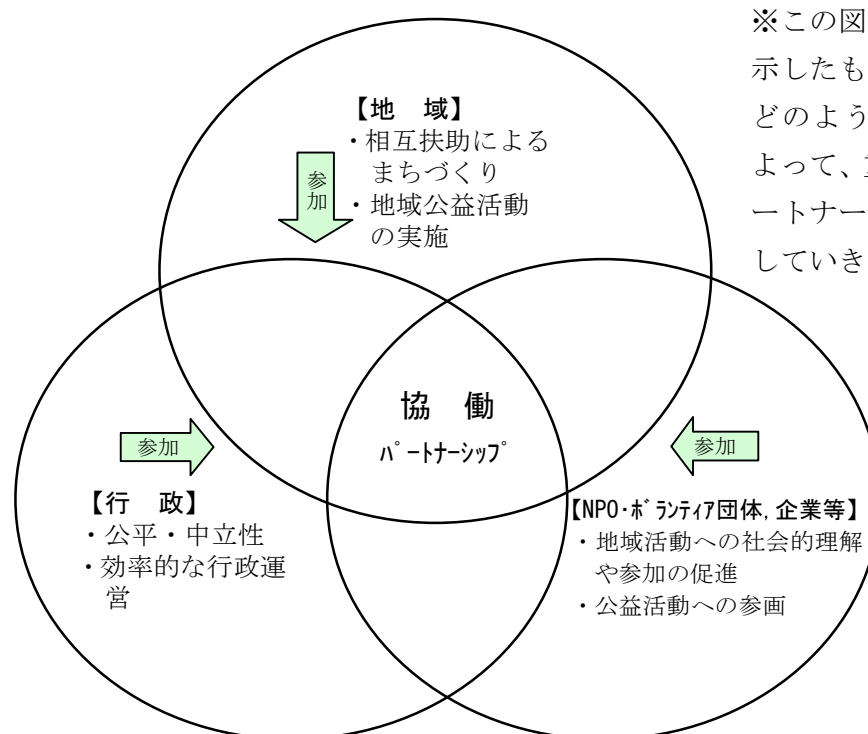 ※この図
示したも
どのよう
よって、
ートナー
していき
【地　域】
・相互扶助による
まちづくり
・地域公益活動
の実施
参加
協　働
ﾊﾟｰﾄﾅｰｼｯﾌﾟ
参加
【行　政】
・公平・中立性
・効率的な行政運
営
参加
【NPO･ﾎﾞﾗﾝﾃｨｱ団体,企業等】
・地域活動への社会的理解
や参加の促進
・公益活動への参画